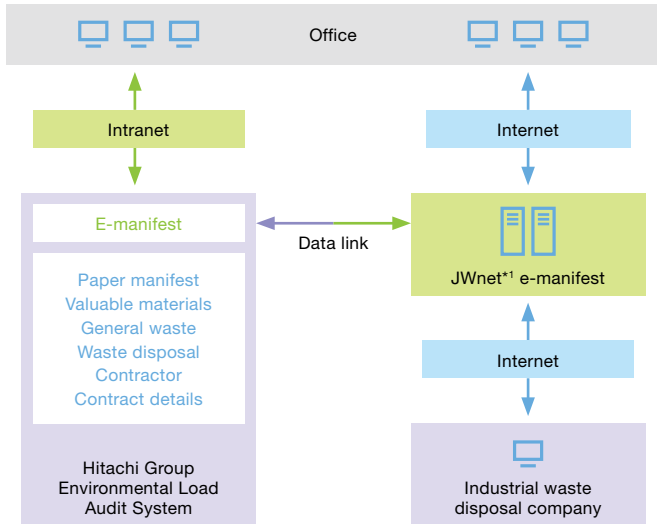 Office
Intranet
Internet
E-manifest
Data link
JWnet*1 e-manifest
Paper manifest
Valuable materials
General waste
Waste disposal
Contractor
Contract details
Internet
Hitachi Group
Environmental Load
Audit System
Industrial waste
disposal company